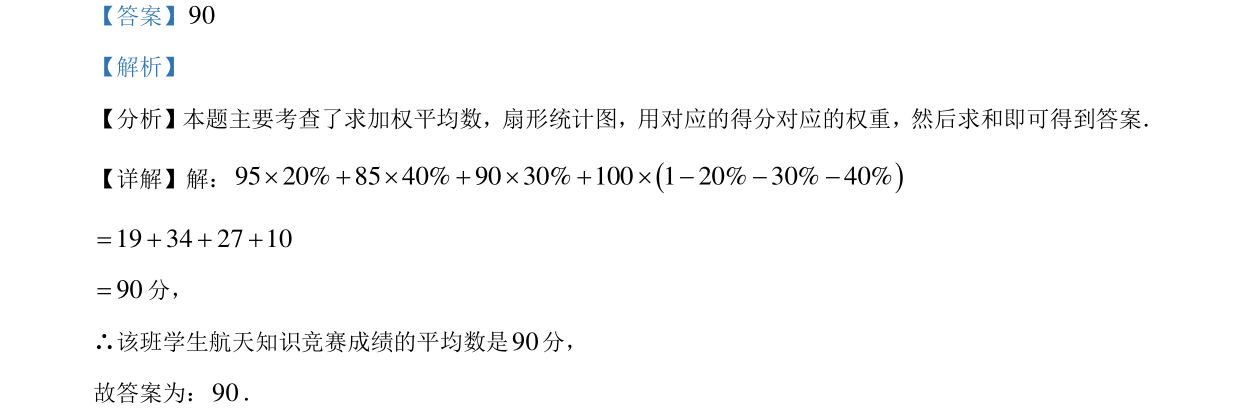 【答案】90
【解析】
【分析】本题主要考查了求加权平均数，扇形统计图，用对应的得分对应的权重，然后求和即可得到答案．
【详解】解：95×20%+85×40%+90×30%+100×(1−20%−30%−40%)
=19+34+27+10
=90分，
∴该班学生航天知识竞赛成绩的平均数是90分，
故答案为：90．